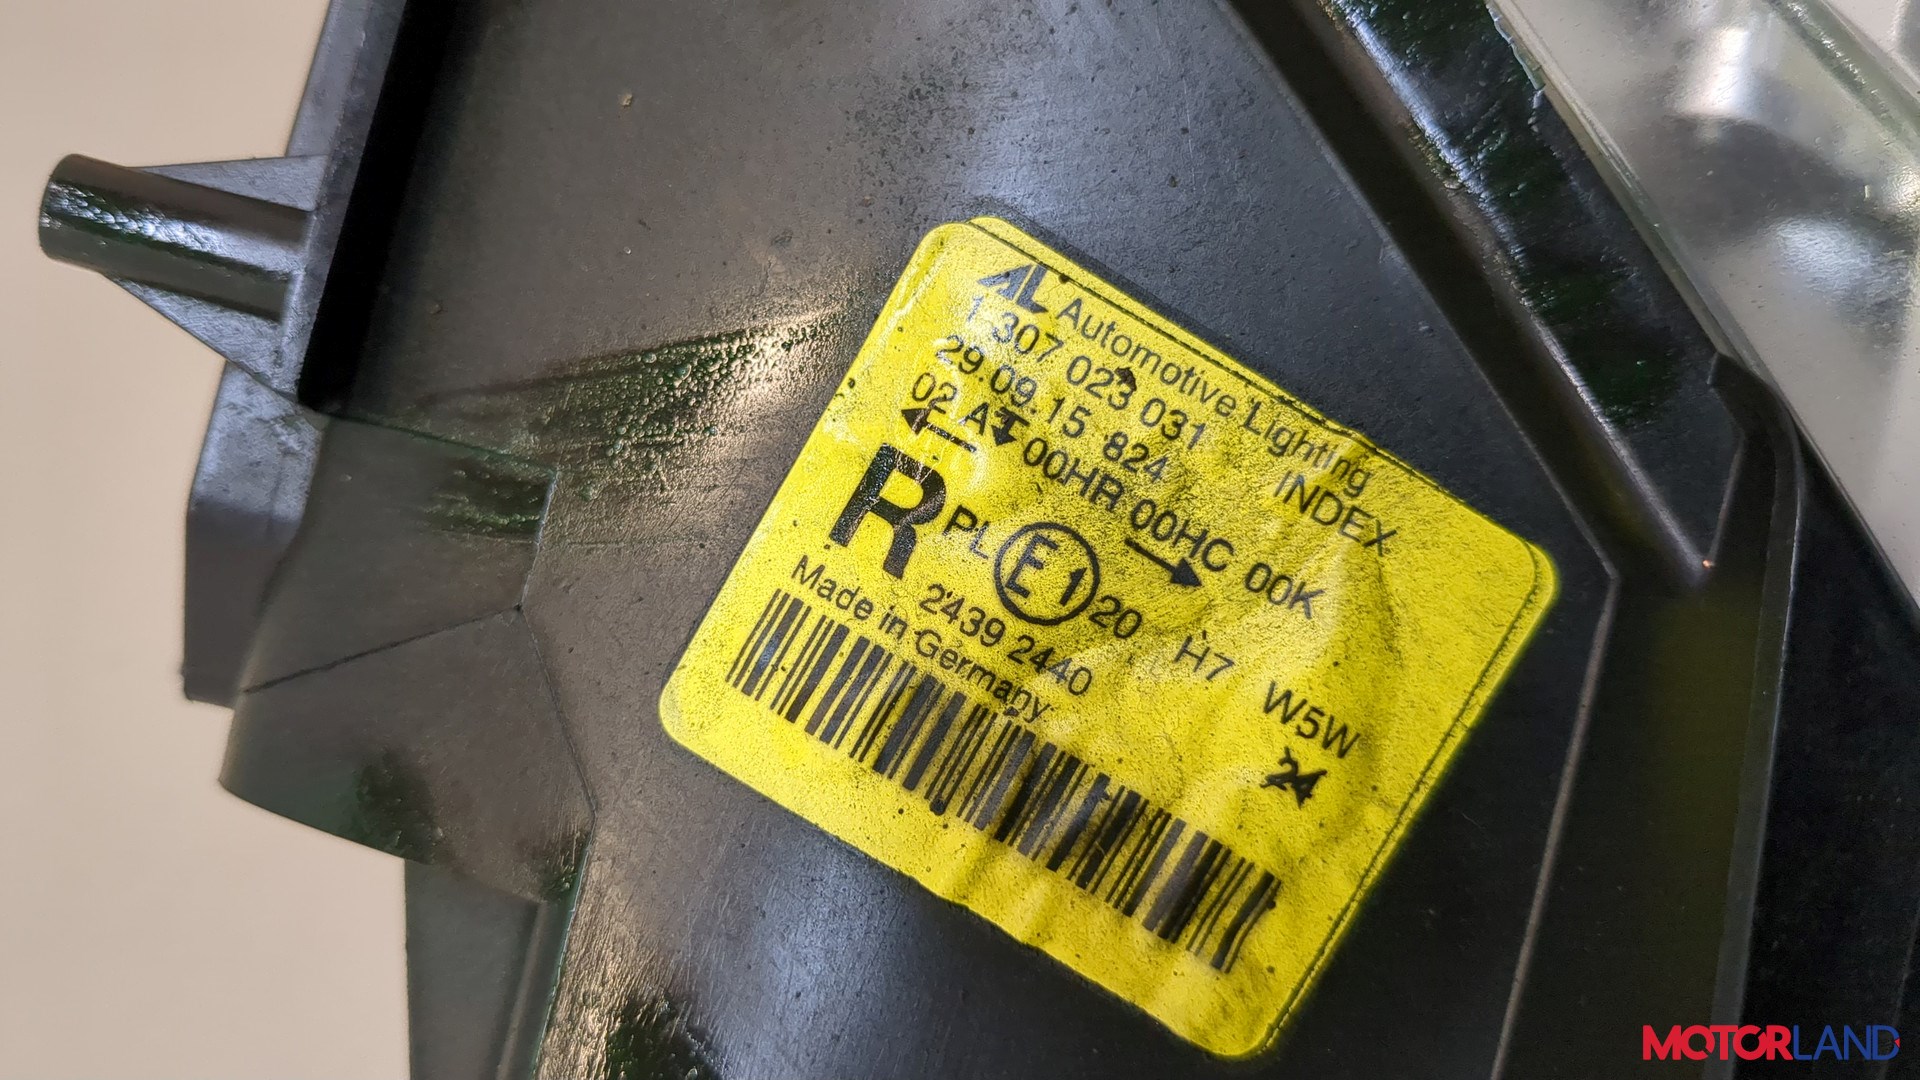 AL Automotive Lighting
1 307 023 031 INDEX
29.09.15 824
02 A 00HR 00HC 00K
R PL E1 20 H7 W5W
2439 2440 24
Made in Germany
MOTORLAND